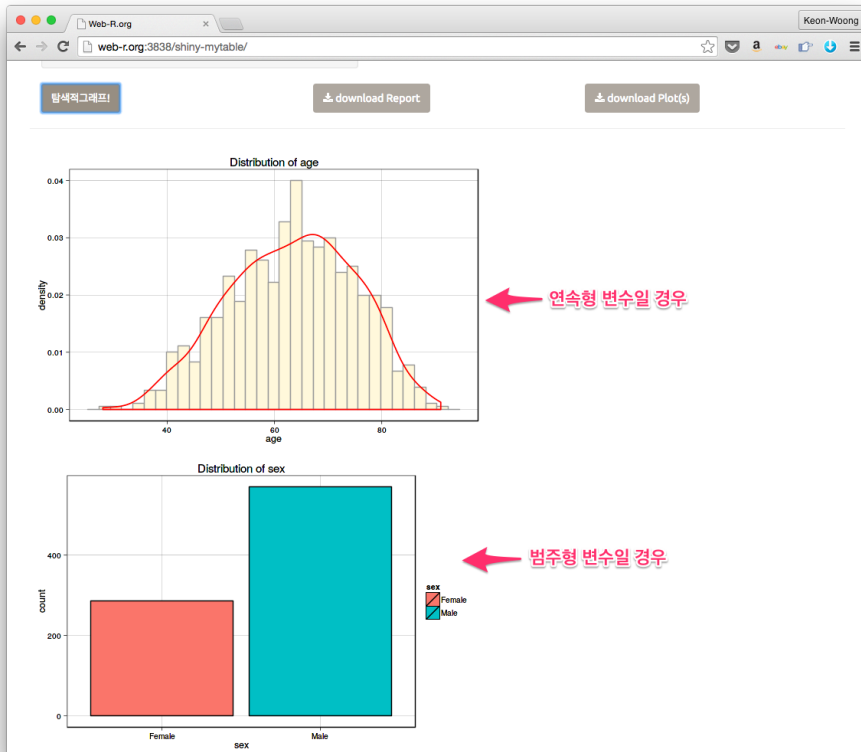 Web-R.org
Keon-Woong
web-r.org:3838/shiny-mytable/
탐색적그래프!
download Report
download Plot(s)
Distribution of age
0.04
0.03
0.02
0.01
0.00
density
40
60
80
age
연속형 변수일 경우
Distribution of sex
400
200
0
count
Female
Male
sex
sex
Female
Male
범주형 변수일 경우